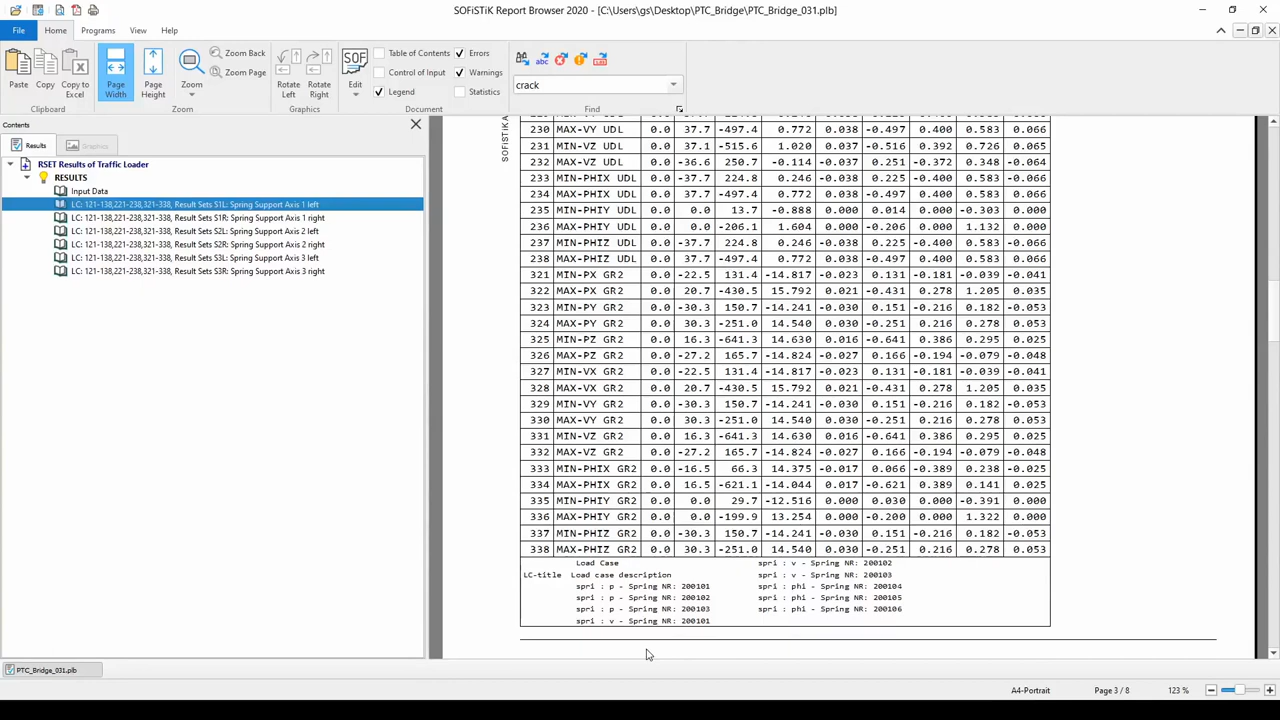 SOFiSTiK Report Browser 2020 - [C:\Users\gs\Desktop\PTC_Bridge\PTC_Bridge_031.plb]
File Home Programs View Help
Paste Copy Copy to Excel
Clipboard
Page Width Page Height Zoom Zoom Back Zoom Page
Zoom
Rotate Left Rotate Right
Graphics
SOF Edit
Table of Contents Errors
Control of Input Warnings
Legend Statistics
Document
abc
crack
Find
Contents
Results Graphics
RSET Results of Traffic Loader
RESULTS
Input Data
LC: 121-138,221-238,321-338, Result Sets S1L: Spring Support Axis 1 left
LC: 121-138,221-238,321-338, Result Sets S1R: Spring Support Axis 1 right
LC: 121-138,221-238,321-338, Result Sets S2L: Spring Support Axis 2 left
LC: 121-138,221-238,321-338, Result Sets S2R: Spring Support Axis 2 right
LC: 121-138,221-238,321-338, Result Sets S3L: Spring Support Axis 3 left
LC: 121-138,221-238,321-338, Result Sets S3R: Spring Support Axis 3 right
SOFiSTiK A
230 MAX-VY UDL 0.0 37.7 -497.4 0.772 0.038 -0.497 0.400 0.583 0.066
231 MIN-VZ UDL 0.0 37.1 -515.6 1.020 0.037 -0.516 0.392 0.726 0.065
232 MAX-VZ UDL 0.0 -36.6 250.7 -0.114 -0.037 0.251 -0.392 0.348 -0.064
233 MIN-PHIX UDL 0.0 -37.7 224.8 0.246 -0.038 0.225 -0.400 0.583 -0.066
234 MAX-PHIX UDL 0.0 37.7 -497.4 0.772 0.038 -0.497 0.400 0.583 0.066
235 MIN-PHIY UDL 0.0 0.0 13.7 -0.888 0.000 0.014 0.000 -0.303 0.000
236 MAX-PHIY UDL 0.0 0.0 -206.1 1.604 0.000 -0.206 0.000 1.132 0.000
237 MIN-PHIZ UDL 0.0 -37.7 224.8 0.246 -0.038 0.225 -0.400 0.583 -0.066
238 MAX-PHIZ UDL 0.0 37.7 -497.4 0.772 0.038 -0.497 0.400 0.583 0.066
321 MIN-PX GR2 0.0 -22.5 131.4 -14.817 -0.023 0.131 -0.181 -0.039 -0.041
322 MAX-PX GR2 0.0 20.7 -430.5 15.792 0.021 -0.431 0.278 1.205 0.035
323 MIN-PY GR2 0.0 -30.3 150.7 -14.241 -0.030 0.151 -0.216 0.182 -0.053
324 MAX-PY GR2 0.0 30.3 -251.0 14.540 0.030 -0.251 0.216 0.278 0.053
325 MIN-PZ GR2 0.0 16.3 -641.3 14.630 0.016 -0.641 0.386 0.295 0.025
326 MAX-PZ GR2 0.0 -27.2 165.7 -14.824 -0.027 0.166 -0.194 -0.079 -0.048
327 MIN-VX GR2 0.0 -22.5 131.4 -14.817 -0.023 0.131 -0.181 -0.039 -0.041
328 MAX-VX GR2 0.0 20.7 -430.5 15.792 0.021 -0.431 0.278 1.205 0.035
329 MIN-VY GR2 0.0 -30.3 150.7 -14.241 -0.030 0.151 -0.216 0.182 -0.053
330 MAX-VY GR2 0.0 30.3 -251.0 14.540 0.030 -0.251 0.216 0.278 0.053
331 MIN-VZ GR2 0.0 16.3 -641.3 14.630 0.016 -0.641 0.386 0.295 0.025
332 MAX-VZ GR2 0.0 -27.2 165.7 -14.824 -0.027 0.166 -0.194 -0.079 -0.048
333 MIN-PHIX GR2 0.0 -16.5 66.3 14.375 -0.017 0.066 -0.389 0.238 -0.025
334 MAX-PHIX GR2 0.0 16.5 -621.1 -14.044 0.017 -0.621 0.389 0.141 0.025
335 MIN-PHIY GR2 0.0 0.0 29.7 -12.516 0.000 0.030 0.000 -0.391 0.000
336 MAX-PHIY GR2 0.0 0.0 -199.9 13.254 0.000 -0.200 0.000 1.322 0.000
337 MIN-PHIZ GR2 0.0 -30.3 150.7 -14.241 -0.030 0.151 -0.216 0.182 -0.053
338 MAX-PHIZ GR2 0.0 30.3 -251.0 14.540 0.030 -0.251 0.216 0.278 0.053
Load Case spri : v - Spring NR: 200102
LC-title Load case description spri : v - Spring NR: 200103
spri : p - Spring NR: 200101 spri : phi - Spring NR: 200104
spri : p - Spring NR: 200102 spri : phi - Spring NR: 200105
spri : p - Spring NR: 200103 spri : phi - Spring NR: 200106
spri : v - Spring NR: 200101
PTC_Bridge_031.plb
A4-Portrait Page 3 / 8 123 %